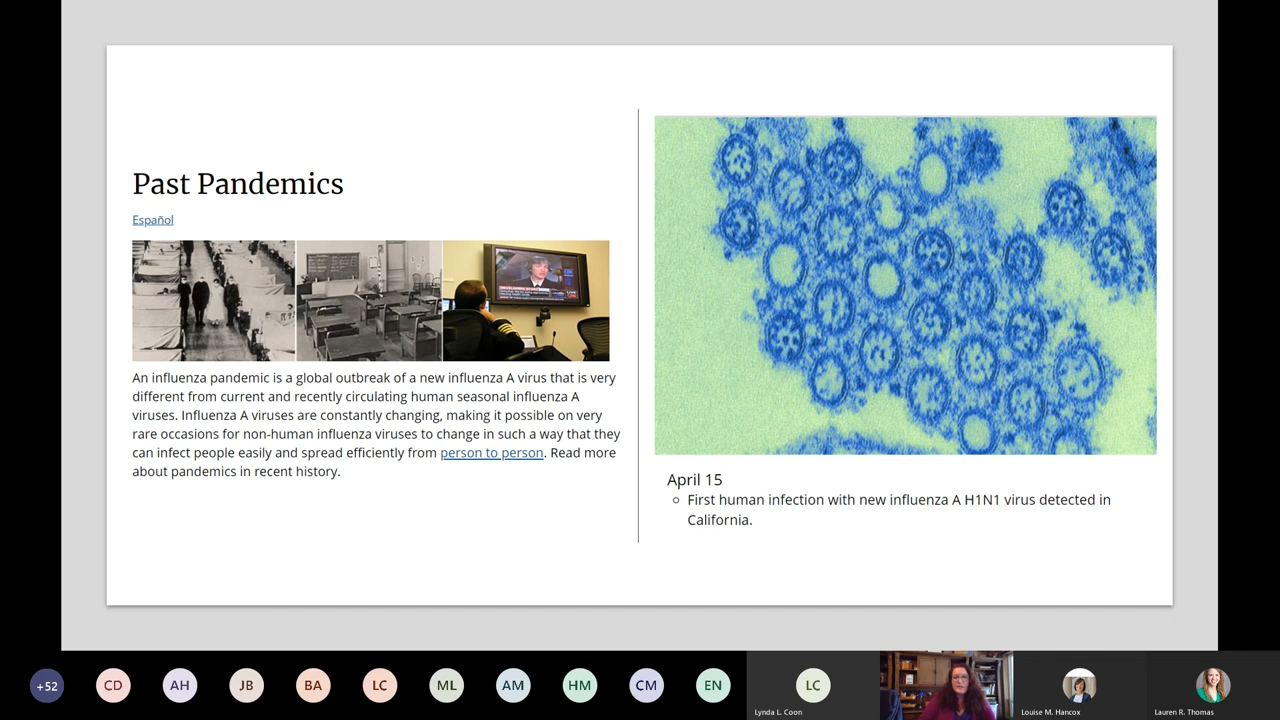 Past Pandemics
Español
An influenza pandemic is a global outbreak of a new influenza A virus that is very
different from current and recently circulating human seasonal influenza A
viruses. Influenza A viruses are constantly changing, making it possible on very
rare occasions for non-human influenza viruses to change in such a way that they
can infect people easily and spread efficiently from person to person. Read more
about pandemics in recent history.
April 15
First human infection with new influenza A H1N1 virus detected in
California.
+52
CD
AH
JB
BA
LC
ML
AM
HM
CM
EN
LC
Lynda L. Coon
Louise M. Hancox
Lauren R. Thomas